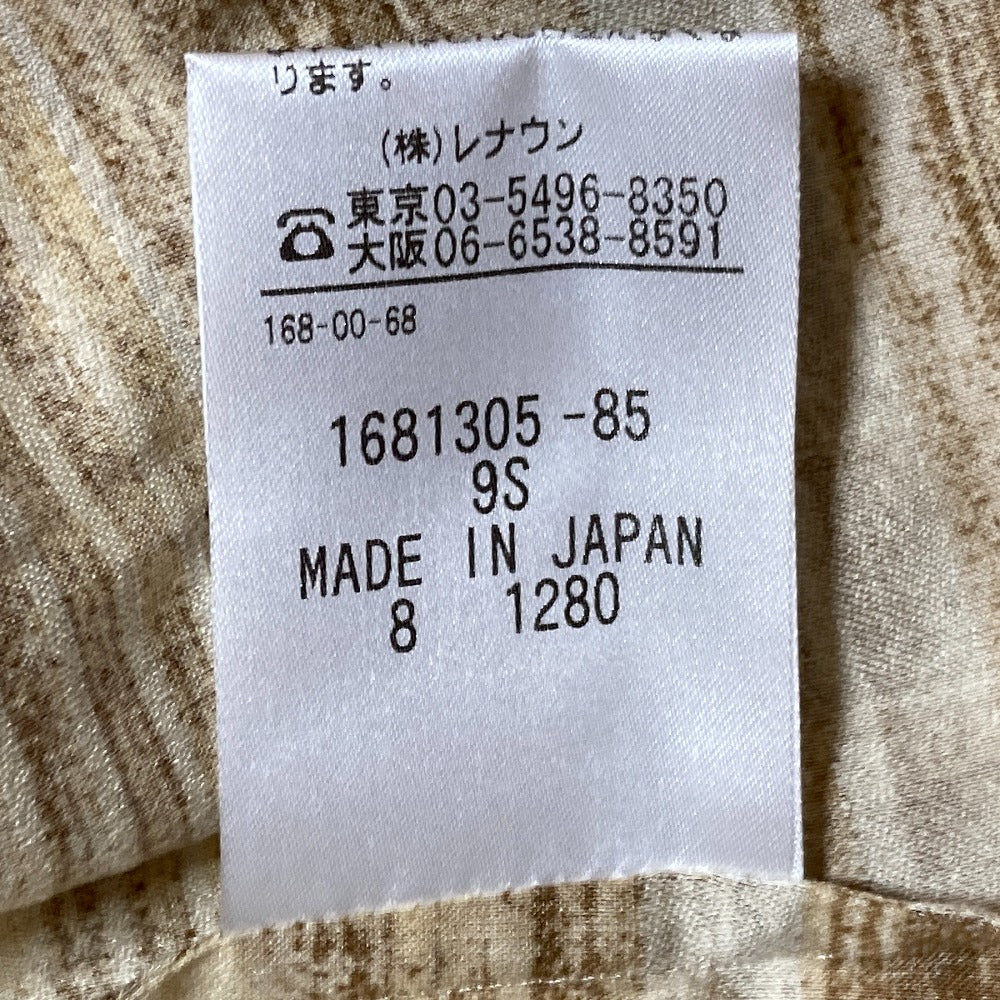 ります。
(株)レナウン
☎ 東京03-5496-8350
大阪06-6538-8591
168-00-68
1681305-85
9S
MADE IN JAPAN
8 1280